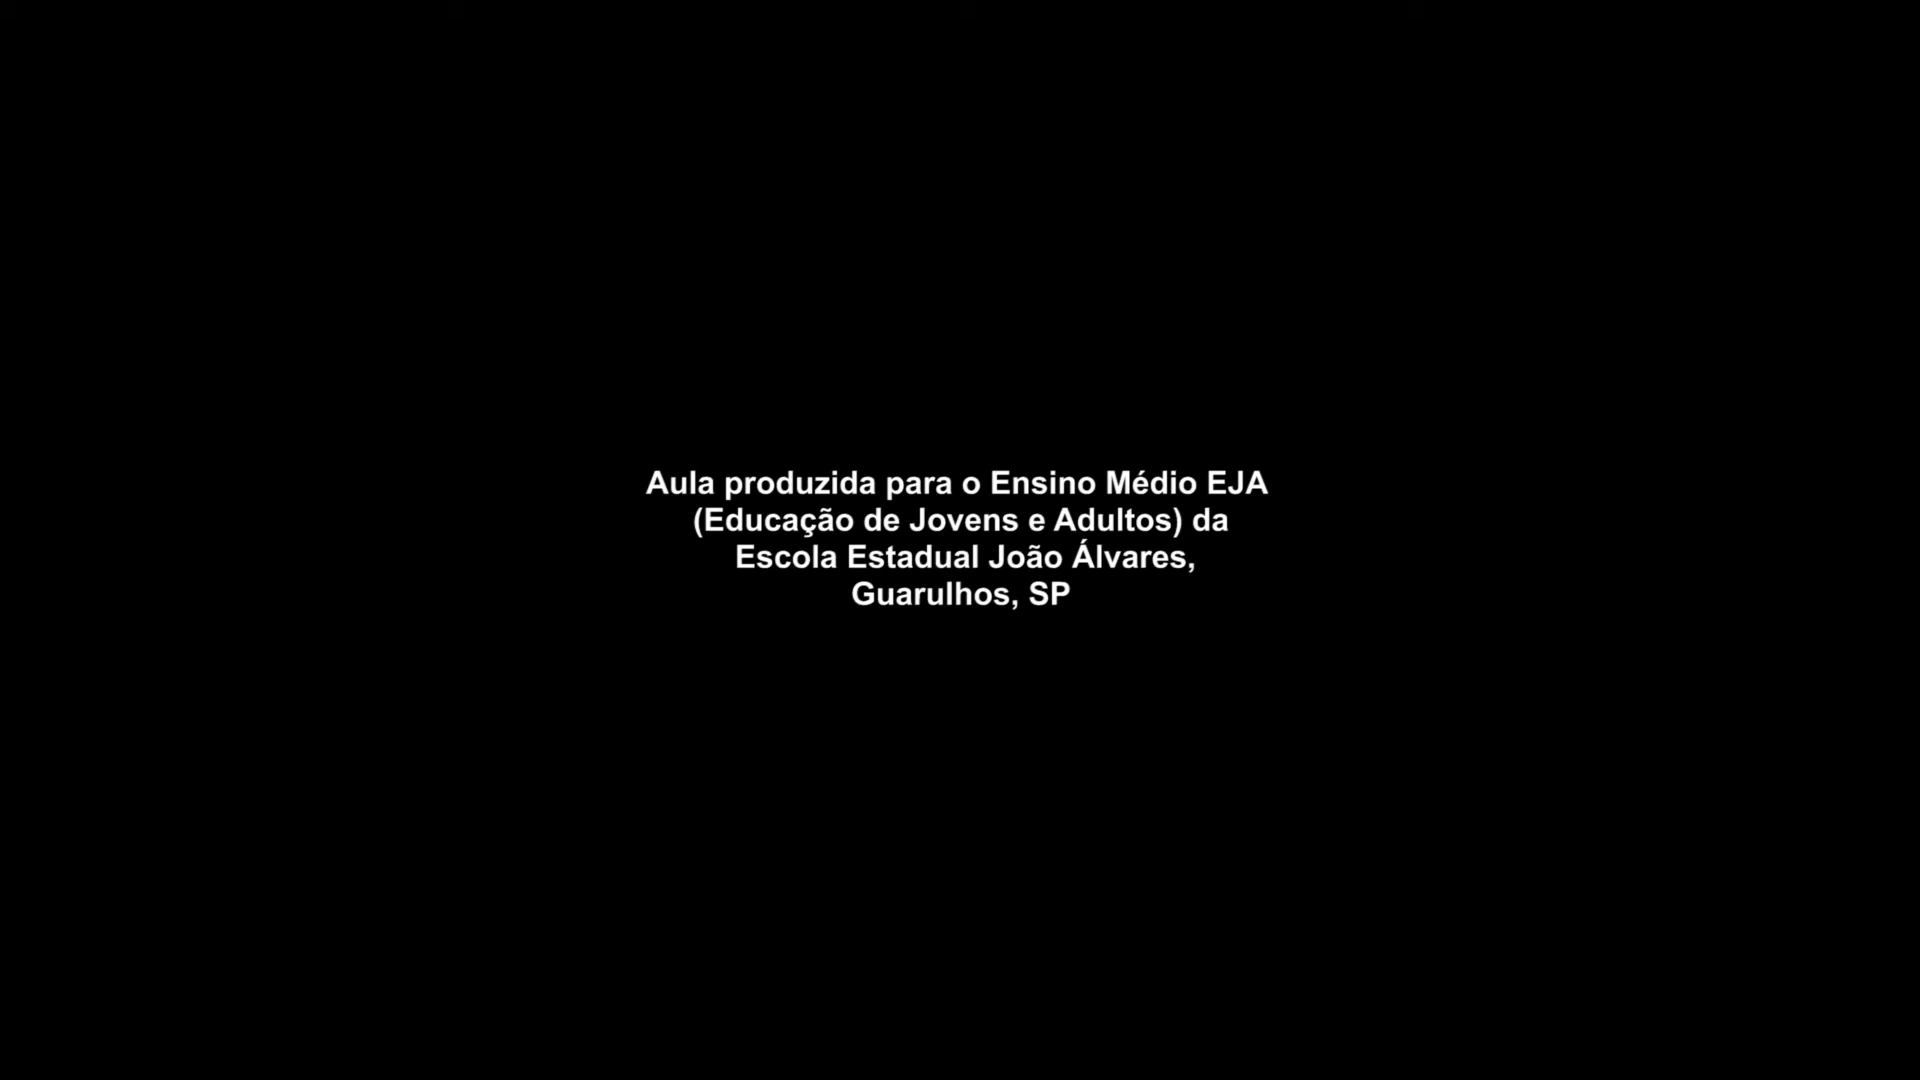 Aula produzida para o Ensino Médio EJA
(Educação de Jovens e Adultos) da
Escola Estadual João Álvares,
Guarulhos, SP